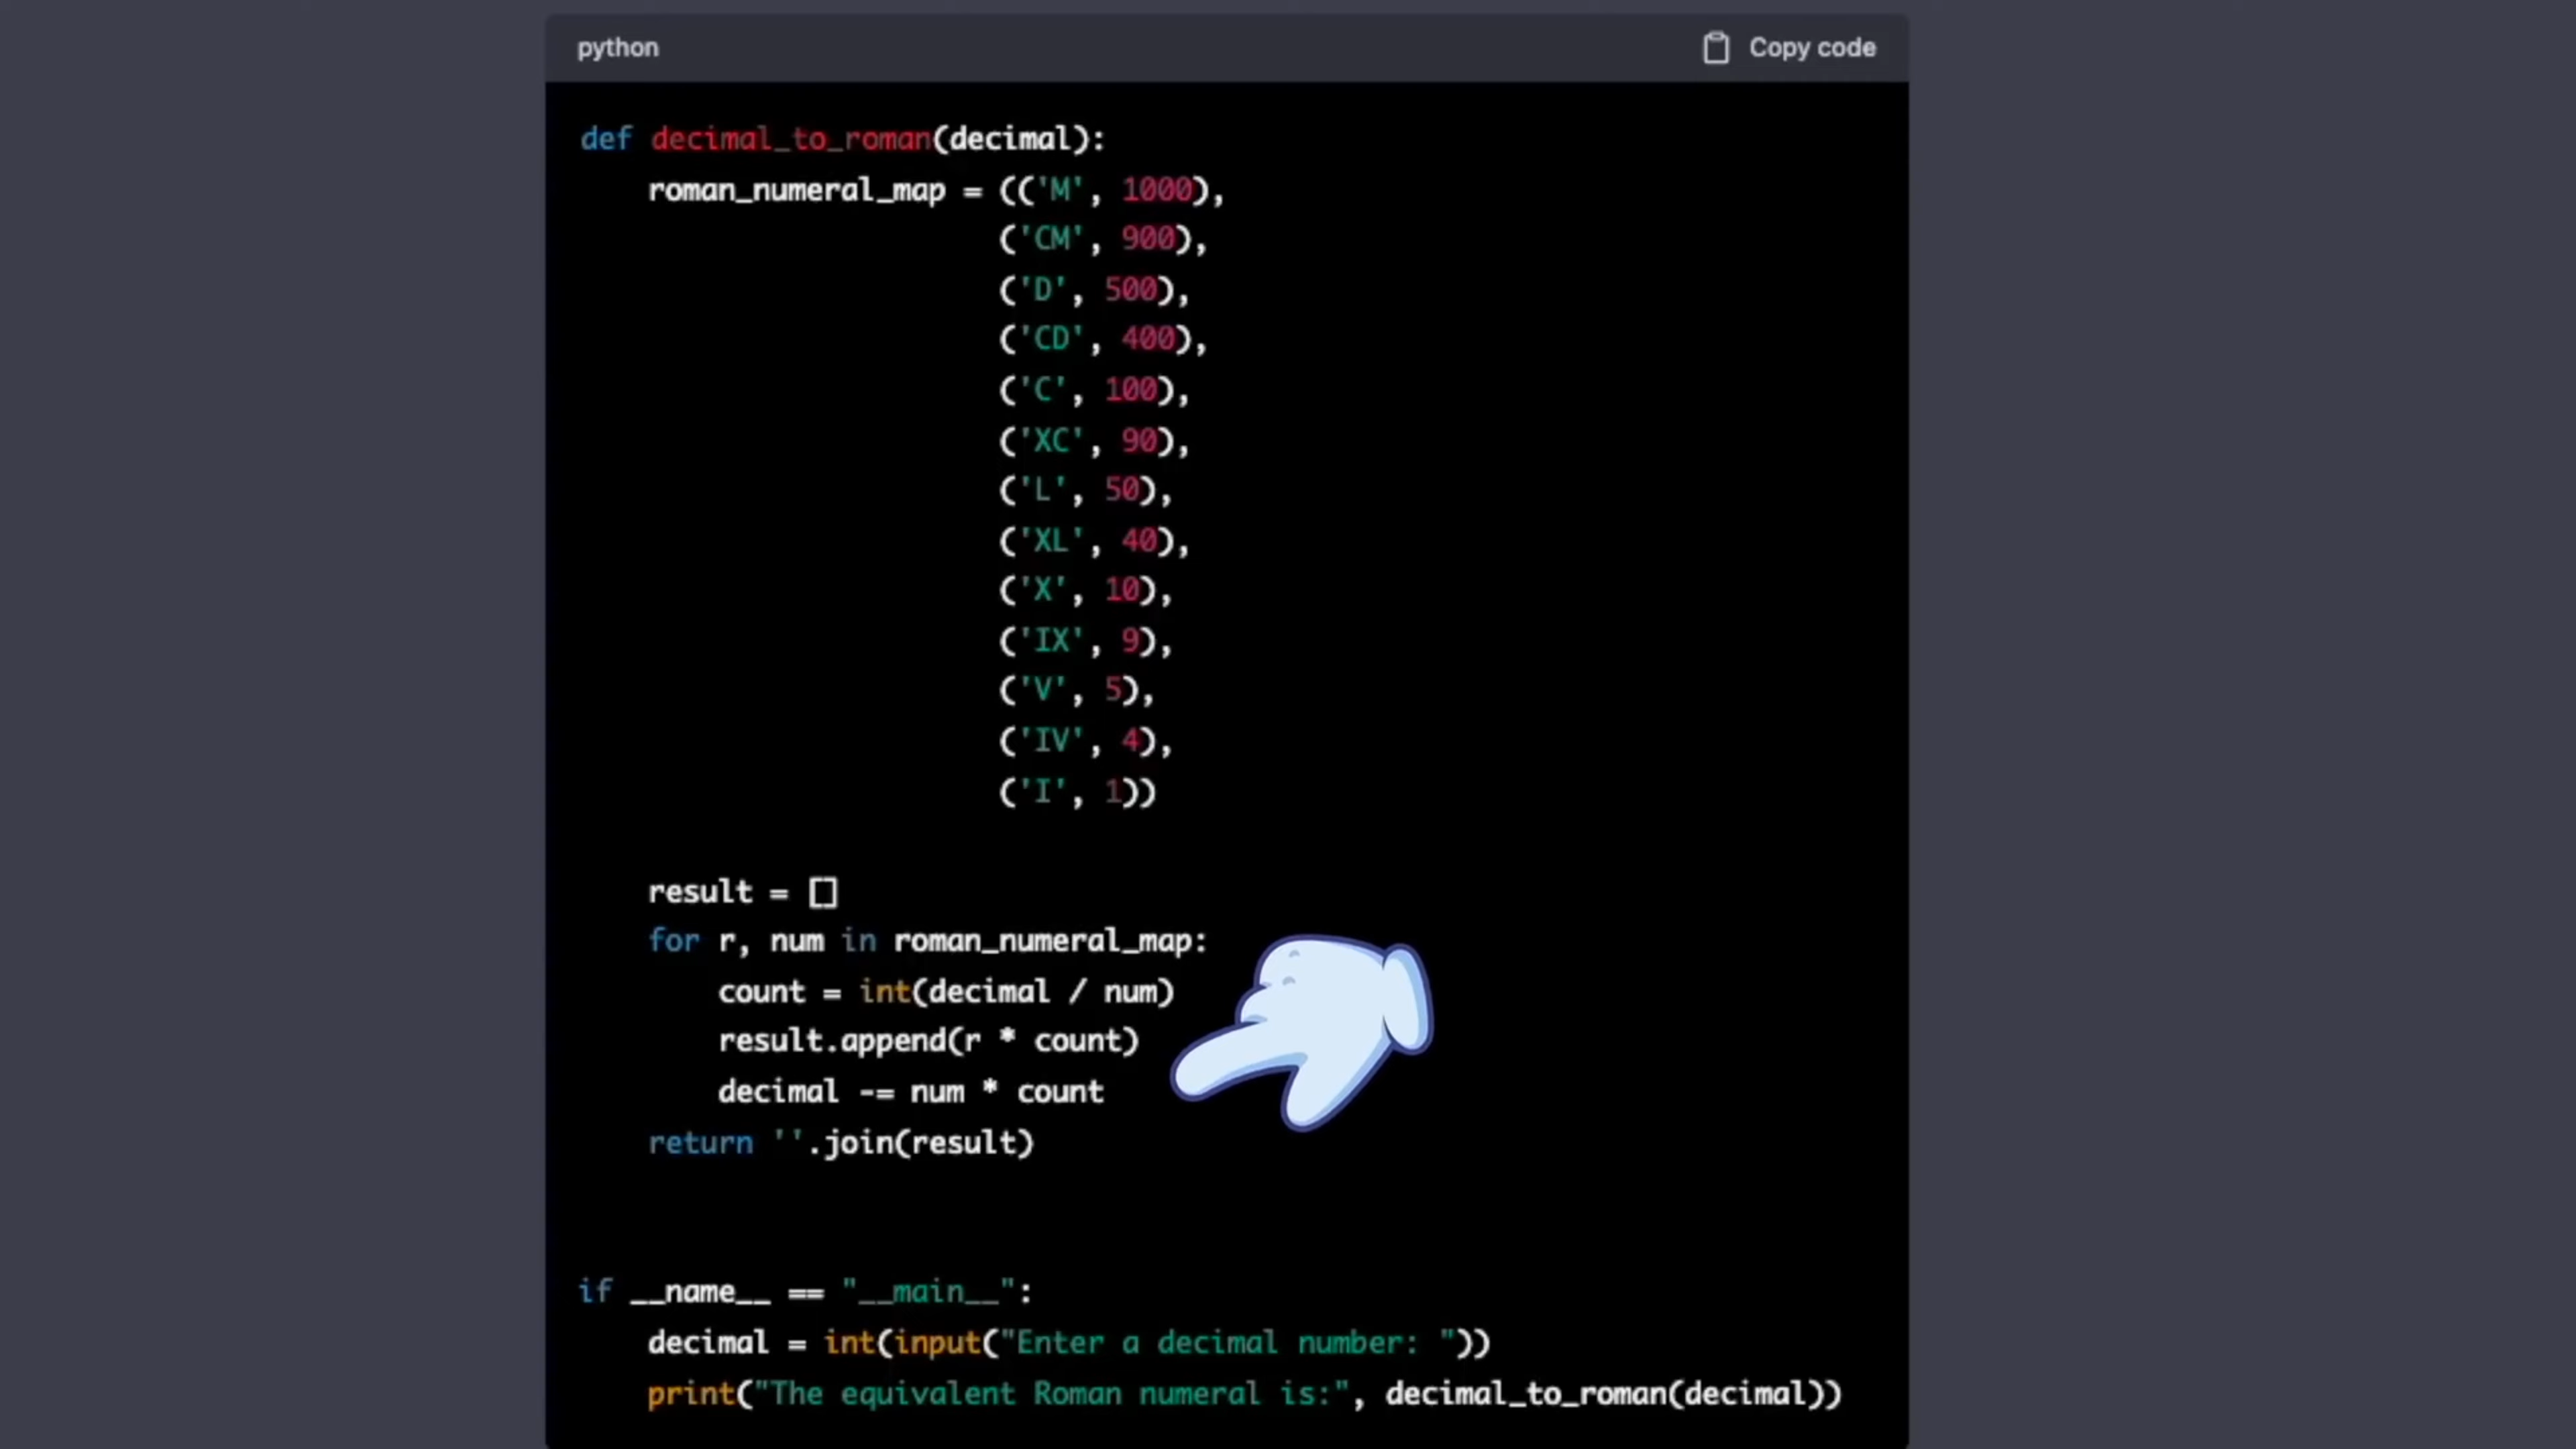 python
Copy code
def decimal_to_roman(decimal):
    roman_numeral_map = (('M', 1000),
                         ('CM', 900),
                         ('D', 500),
                         ('CD', 400),
                         ('C', 100),
                         ('XC', 90),
                         ('L', 50),
                         ('XL', 40),
                         ('X', 10),
                         ('IX', 9),
                         ('V', 5),
                         ('IV', 4),
                         ('I', 1))
    result = []
    for r, num in roman_numeral_map:
        count = int(decimal / num)
        result.append(r * count)
        decimal -= num * count
    return ''.join(result)
if __name__ == "__main__":
    decimal = int(input("Enter a decimal number: "))
    print("The equivalent Roman numeral is:", decimal_to_roman(decimal))